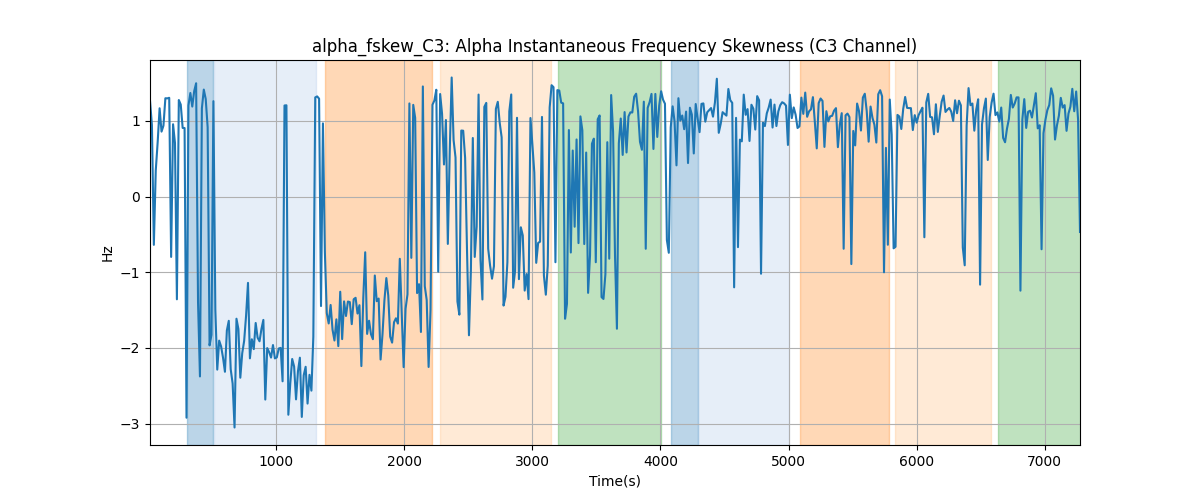 alpha_fskew_C3: Alpha Instantaneous Frequency Skewness (C3 Channel)
Hz
1
0
−1
−2
−3
1000 2000 3000 4000 5000 6000 7000
Time(s)